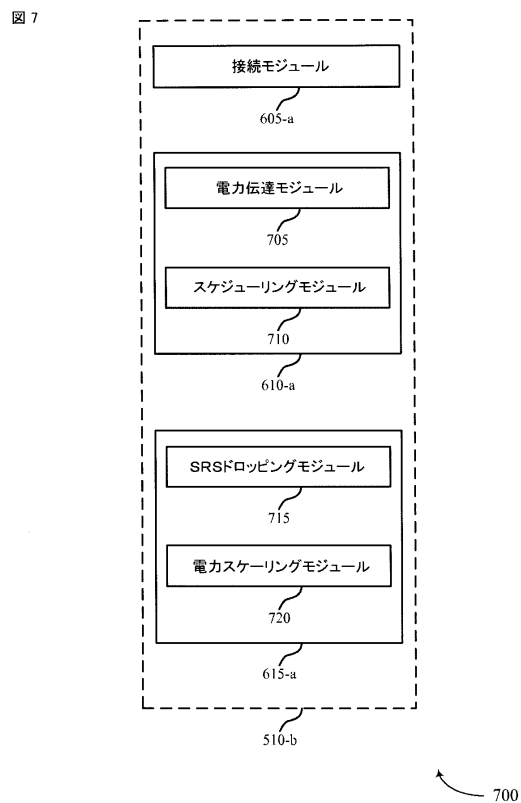 図７
接続モジュール
605-a
電力伝達モジュール
705
スケジューリングモジュール
710
610-a
SRSドロッピングモジュール
715
電力スケーリングモジュール
720
615-a
510-b
700